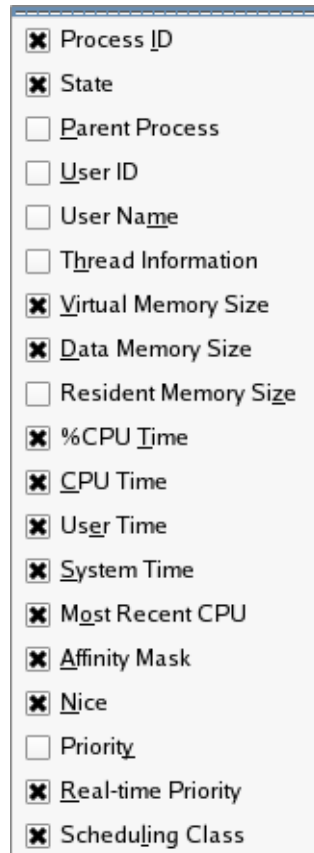 Process ID
State
Parent Process
User ID
User Name
Thread Information
Virtual Memory Size
Data Memory Size
Resident Memory Size
%CPU Time
CPU Time
User Time
System Time
Most Recent CPU
Affinity Mask
Nice
Priority
Real-time Priority
Scheduling Class